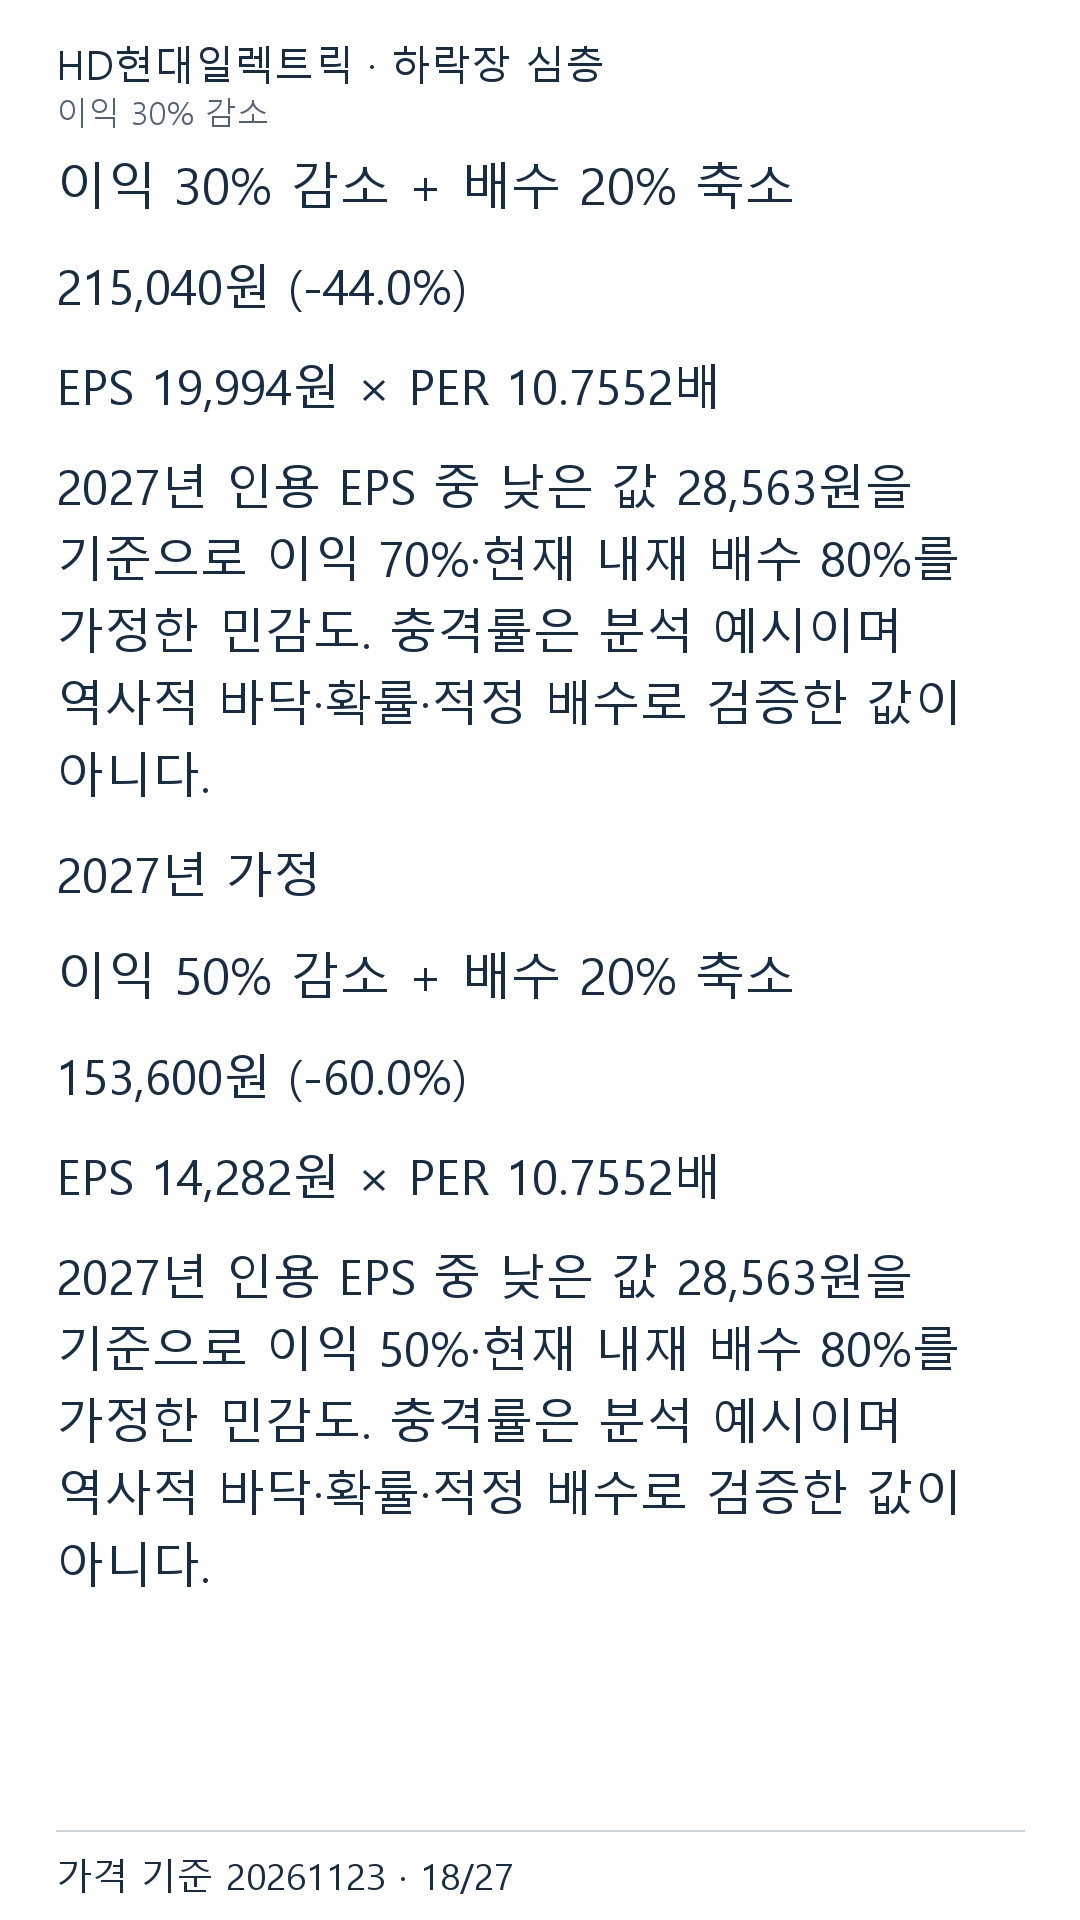 HD현대일렉트릭 · 하락장 심층
이익 30% 감소
이익 30% 감소 + 배수 20% 축소
215,040원 (-44.0%)
EPS 19,994원 × PER 10.7552배
2027년 인용 EPS 중 낮은 값 28,563원을
기준으로 이익 70%·현재 내재 배수 80%를
가정한 민감도. 충격률은 분석 예시이며
역사적 바닥·확률·적정 배수로 검증한 값이
아니다.
2027년 가정
이익 50% 감소 + 배수 20% 축소
153,600원 (-60.0%)
EPS 14,282원 × PER 10.7552배
2027년 인용 EPS 중 낮은 값 28,563원을
기준으로 이익 50%·현재 내재 배수 80%를
가정한 민감도. 충격률은 분석 예시이며
역사적 바닥·확률·적정 배수로 검증한 값이
아니다.
가격 기준 20261123 · 18/27